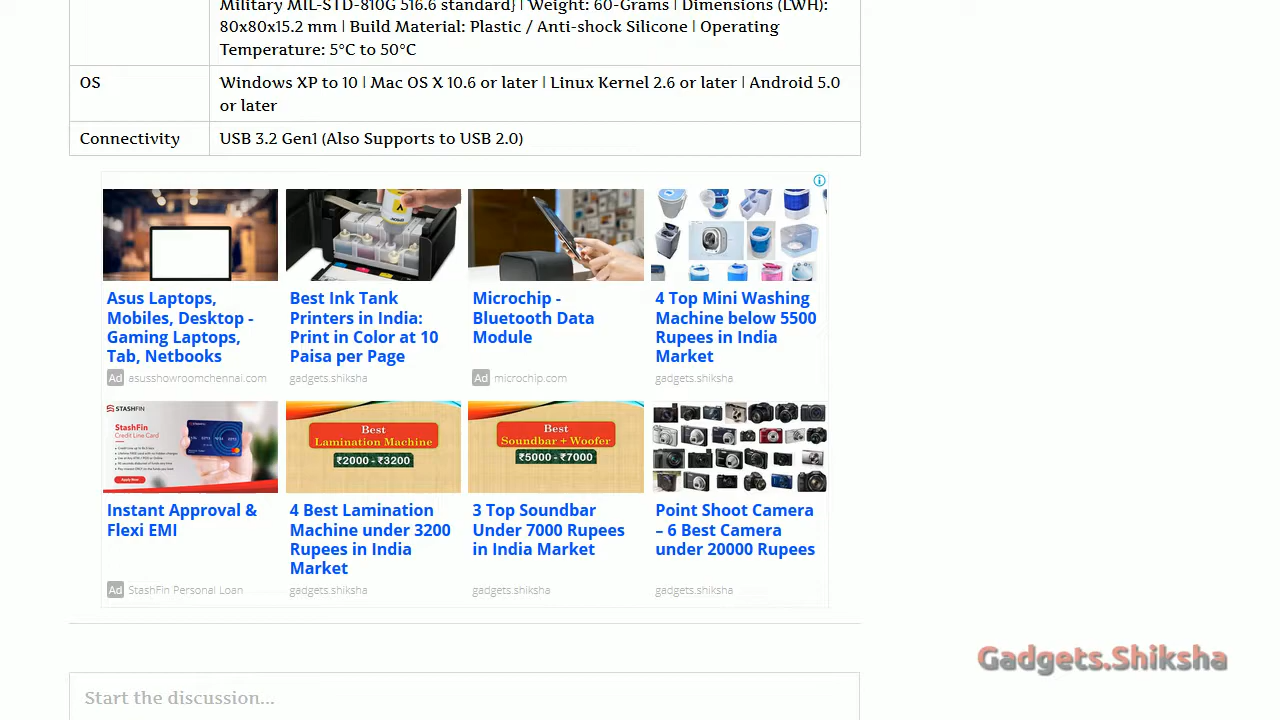 Military MIL-STD-810G 516.6 standard} | Weight: 60-Grams | Dimensions (LWH):
80x80x15.2 mm | Build Material: Plastic / Anti-shock Silicone | Operating
Temperature: 5°C to 50°C
OS
Windows XP to 10 | Mac OS X 10.6 or later | Linux Kernel 2.6 or later | Android 5.0
or later
Connectivity
USB 3.2 Gen1 (Also Supports to USB 2.0)
Asus Laptops,
Mobiles, Desktop -
Gaming Laptops,
Tab, Netbooks
Ad asusshowroomchennai.com
Best Ink Tank
Printers in India:
Print in Color at 10
Paisa per Page
gadgets.shiksha
Microchip -
Bluetooth Data
Module
Ad microchip.com
4 Top Mini Washing
Machine below 5500
Rupees in India
Market
gadgets.shiksha
STASHFIN
StashFin
Credit Line Card
Apply Now
Instant Approval &
Flexi EMI
Ad StashFin Personal Loan
Best
Lamination Machine
₹2000 - ₹3200
4 Best Lamination
Machine under 3200
Rupees in India
Market
gadgets.shiksha
Best
Soundbar + Woofer
₹5000 - ₹7000
3 Top Soundbar
Under 7000 Rupees
in India Market
gadgets.shiksha
Point Shoot Camera
– 6 Best Camera
under 20000 Rupees
gadgets.shiksha
Gadgets.Shiksha
Start the discussion...